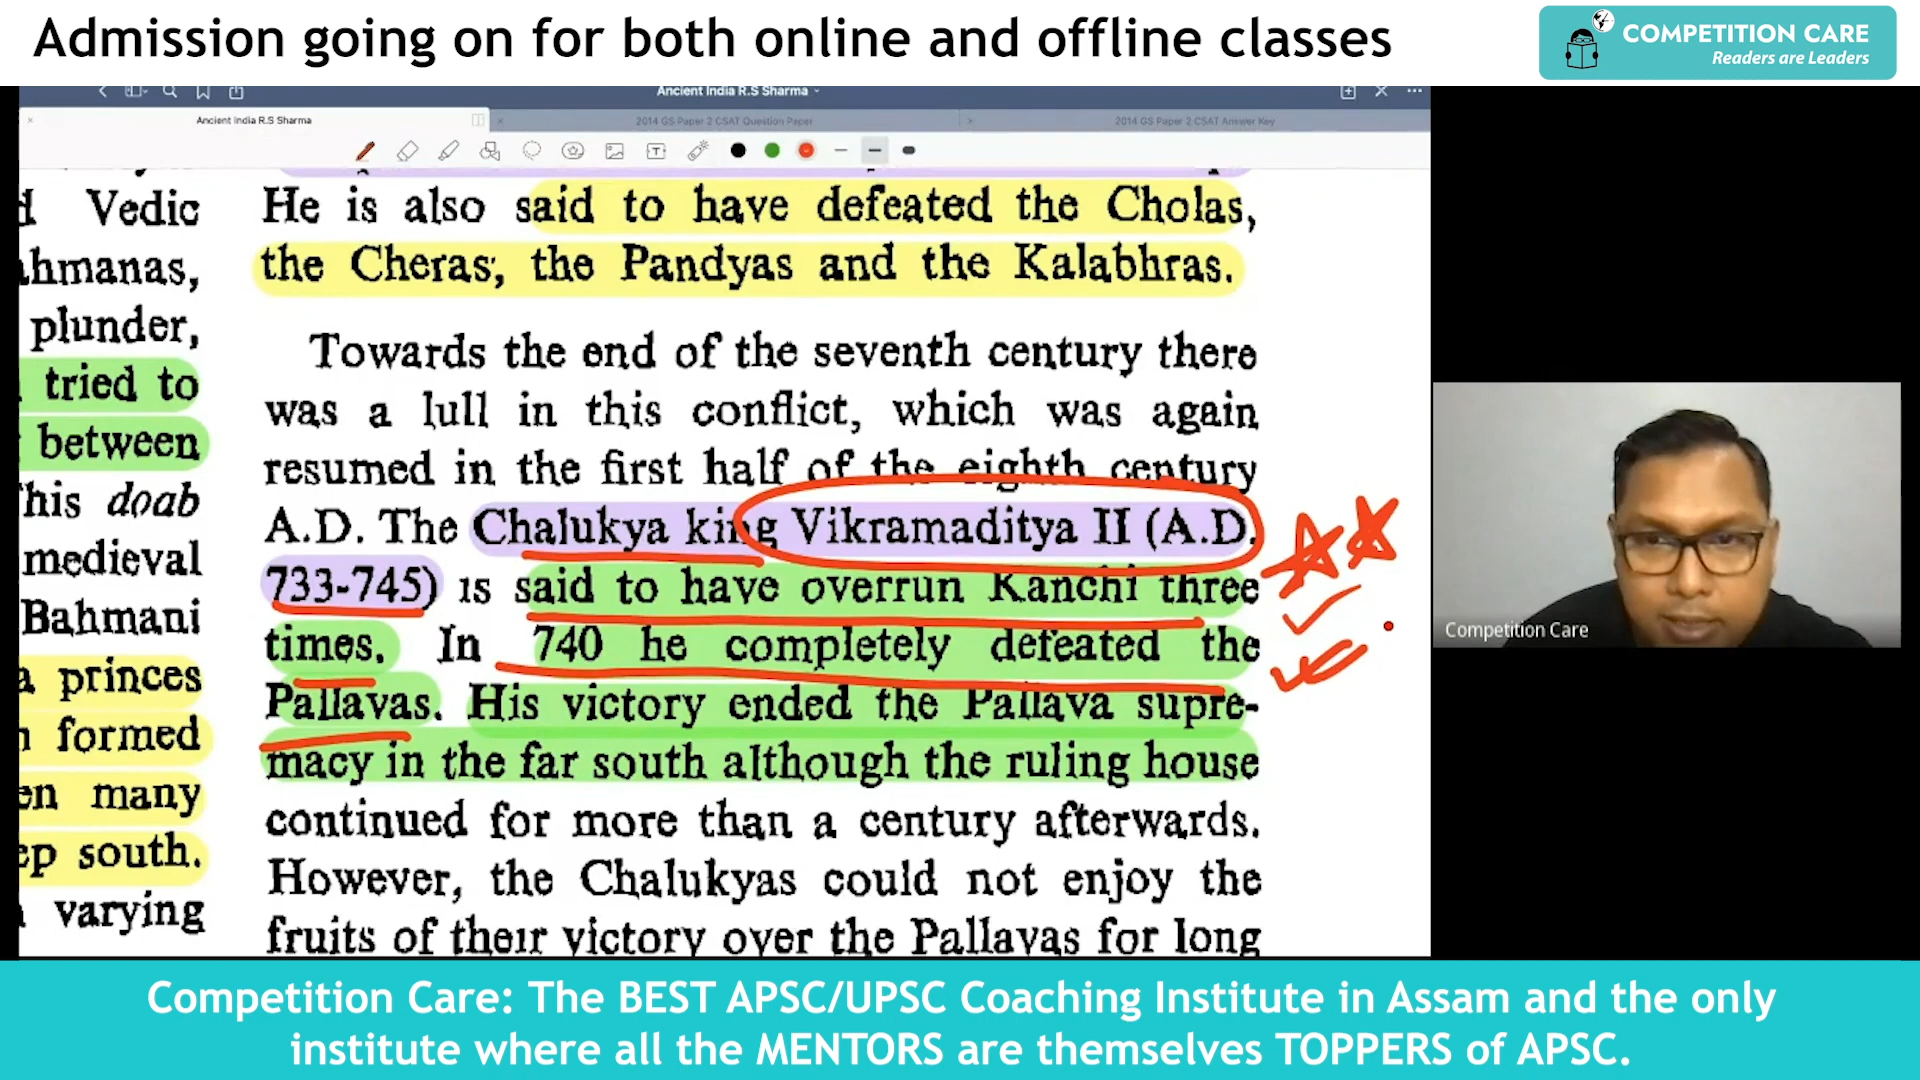 Admission going on for both online and offline classes
COMPETITION CARE
Readers are Leaders
Ancient India R.S Sharma
Ancient India R.S Sharma
2014 GS Paper 2 CSAT Question Paper
2014 GS Paper 2 CSAT Answer Key
Vedic
hmanas,
plunder,
tried to
between
his doab
medieval
Bahmani
a princes
formed
en many
ep south.
varying
He is also said to have defeated the Cholas,
the Cheras, the Pandyas and the Kalabhras.
Towards the end of the seventh century there
was a lull in this conflict, which was again
resumed in the first half of the eighth century
A.D. The Chalukya king Vikramaditya II (A.D.
733-745) is said to have overrun Kanchi three
times. In 740 he completely defeated the
Pallavas. His victory ended the Pallava supre-
macy in the far south although the ruling house
continued for more than a century afterwards.
However, the Chalukyas could not enjoy the
fruits of their victory over the Pallavas for long
Competition Care
Competition Care: The BEST APSC/UPSC Coaching Institute in Assam and the only
institute where all the MENTORS are themselves TOPPERS of APSC.